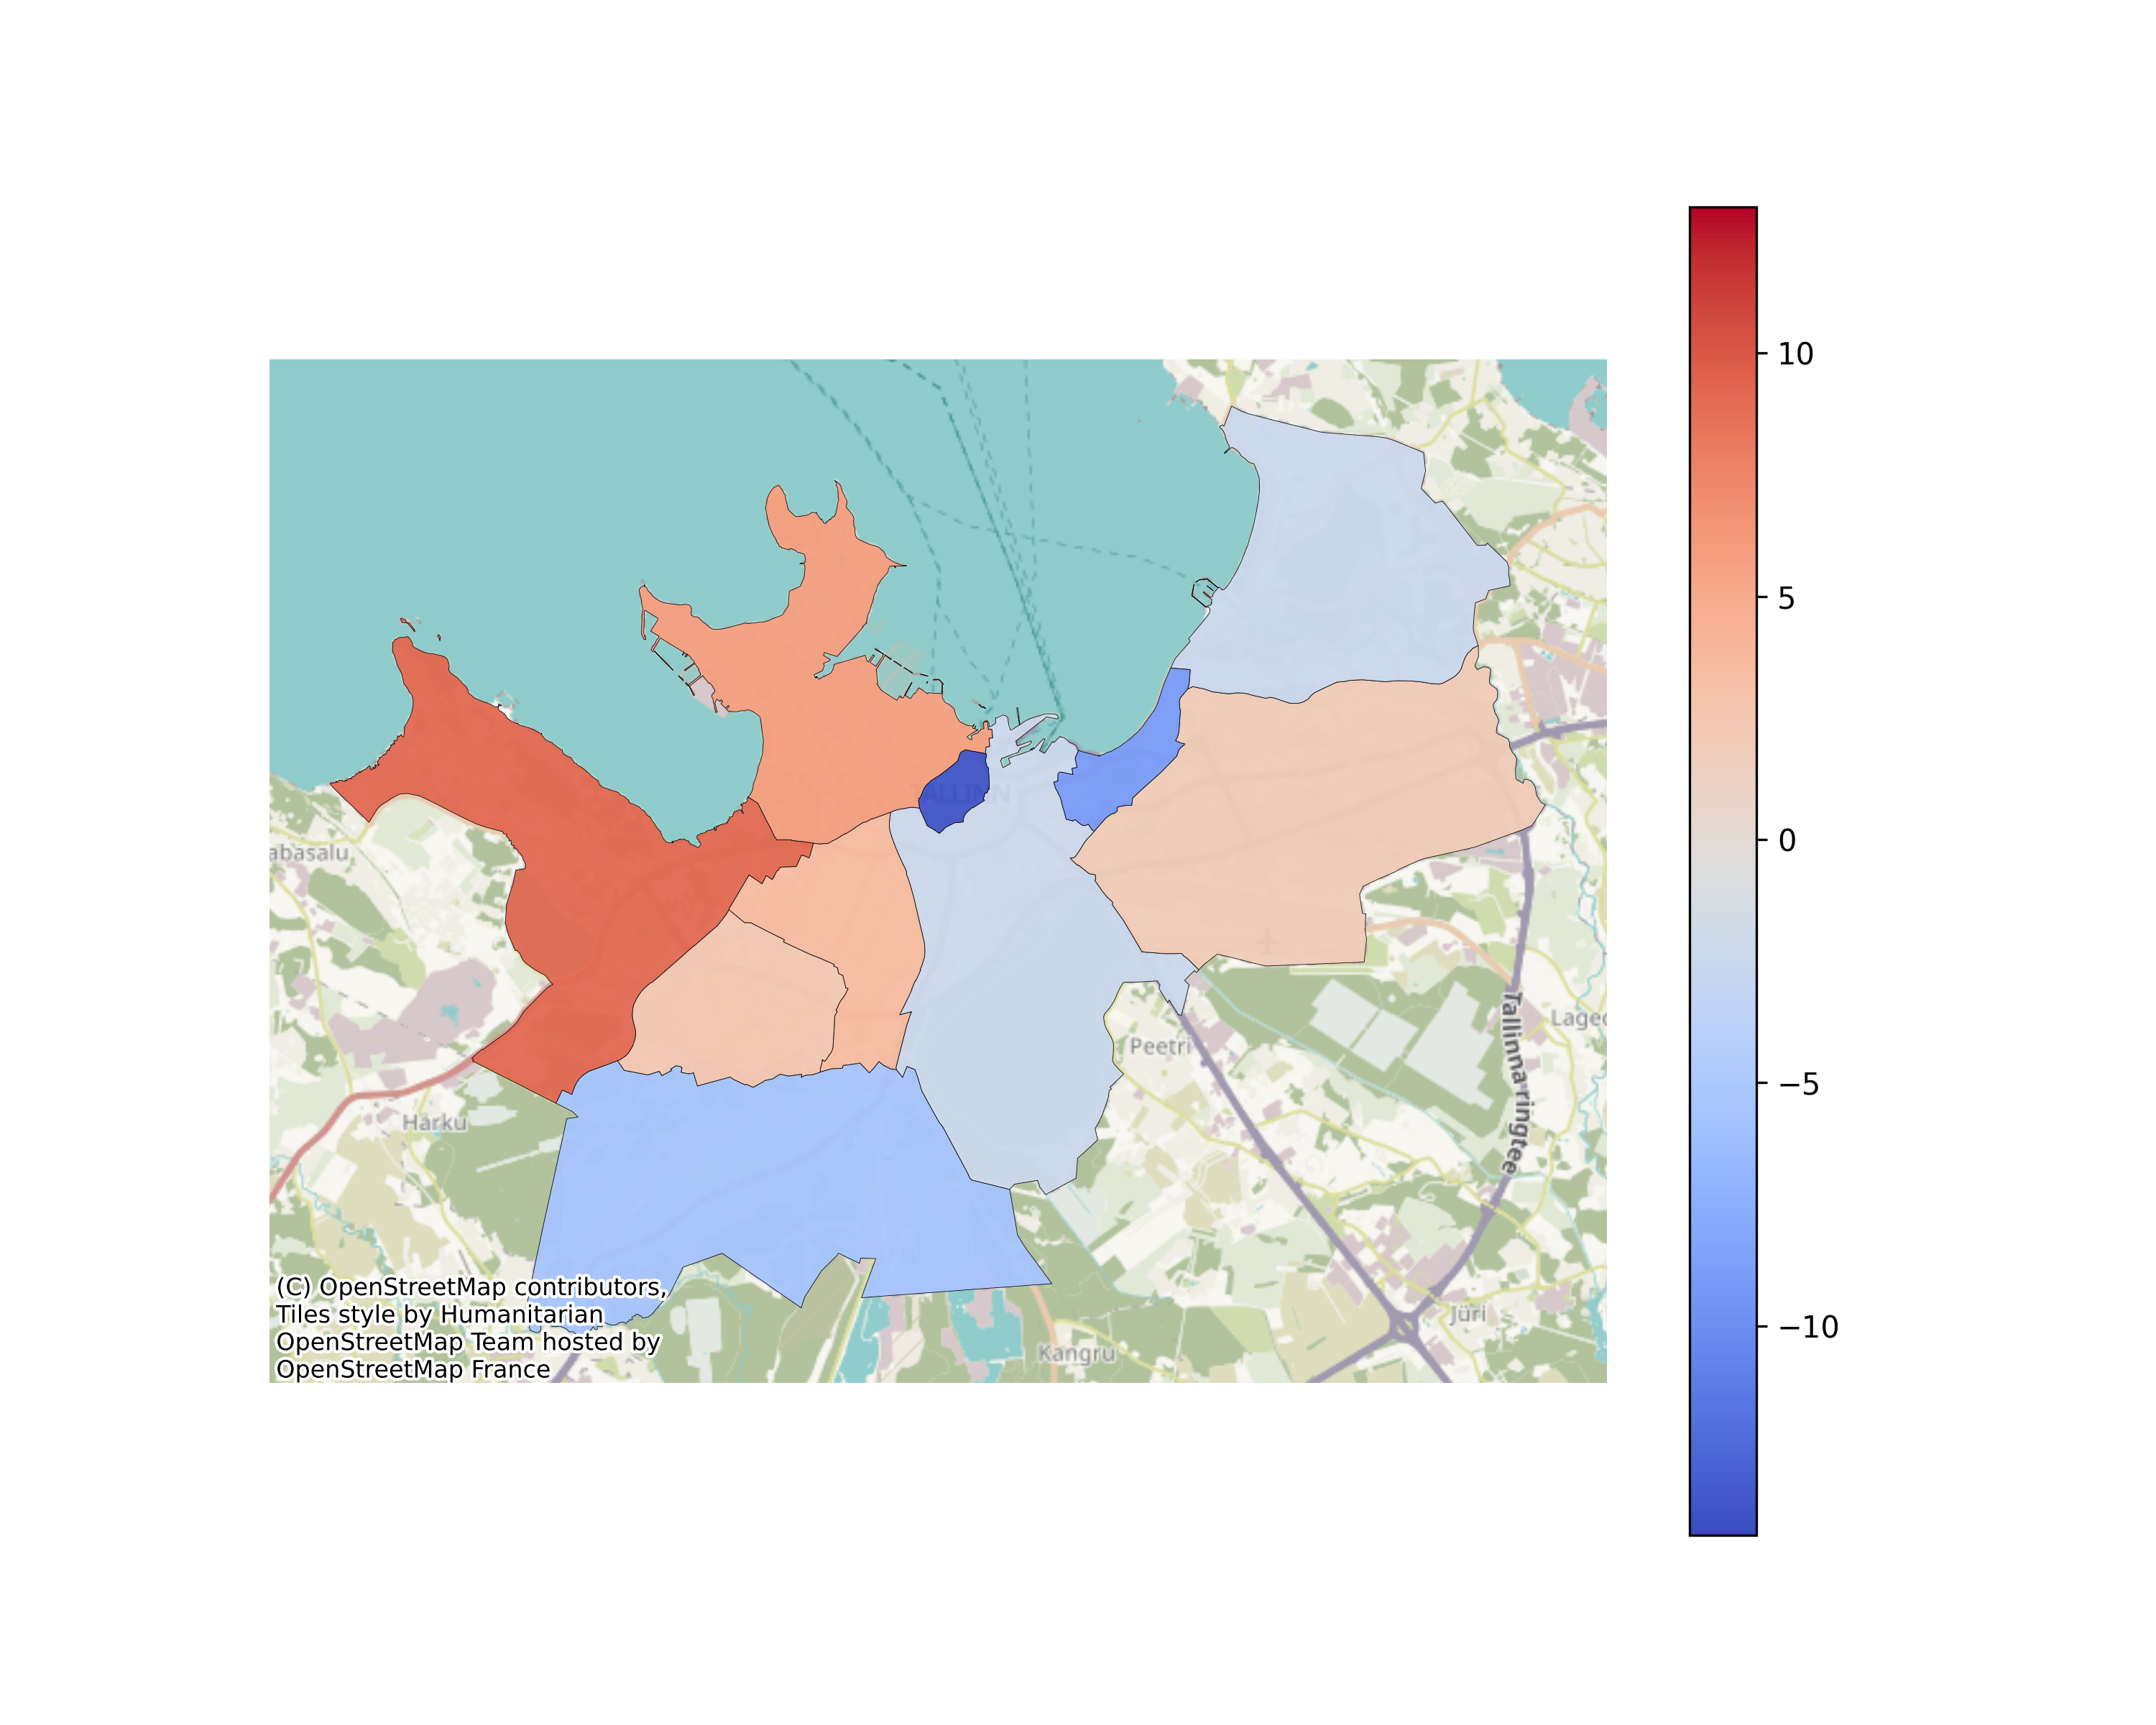 10
5
0
−5
−10
TALLINN
abasalu
Peetri
Tallinna ringtee
Laged
Harku
Jüri
Kangru
(C) OpenStreetMap contributors,
Tiles style by Humanitarian
OpenStreetMap Team hosted by
OpenStreetMap France